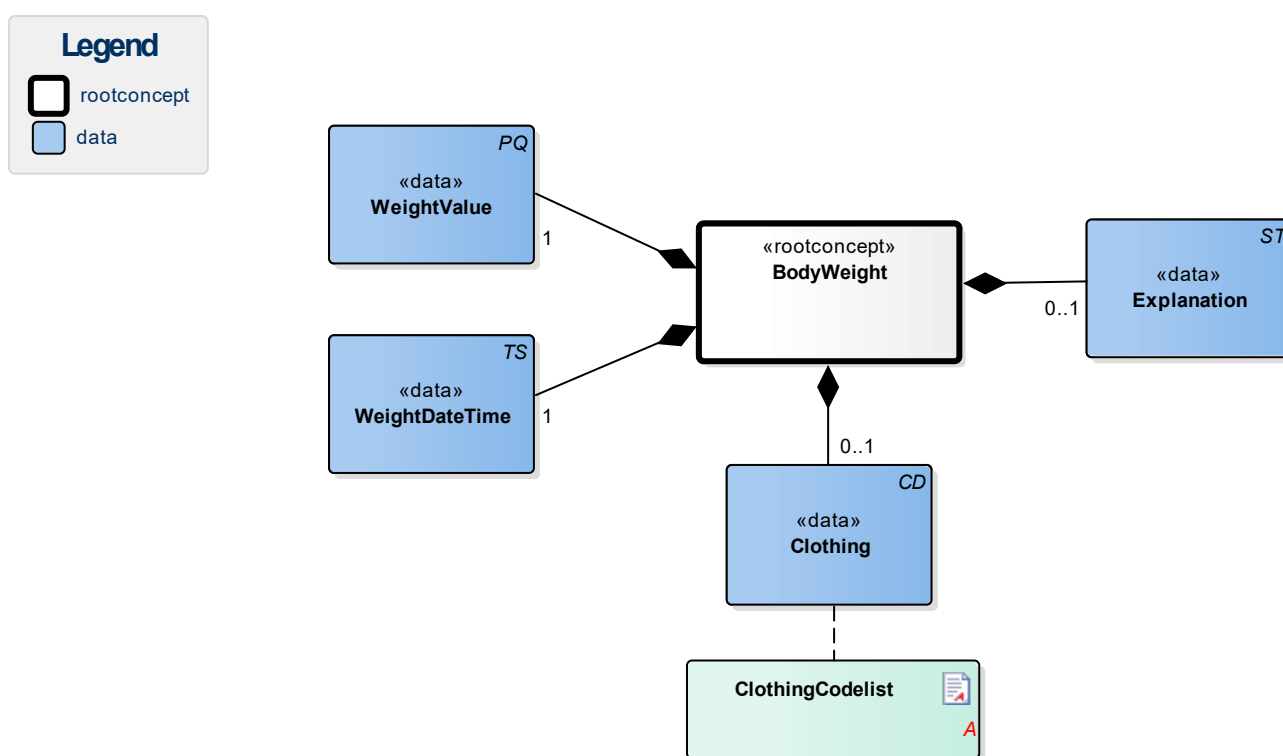 Legend
rootconcept
data
PQ
«data»
WeightValue
1
«rootconcept»
BodyWeight
ST
«data»
Explanation
0..1
TS
«data»
WeightDateTime
1
0..1
CD
«data»
Clothing
ClothingCodelist
A